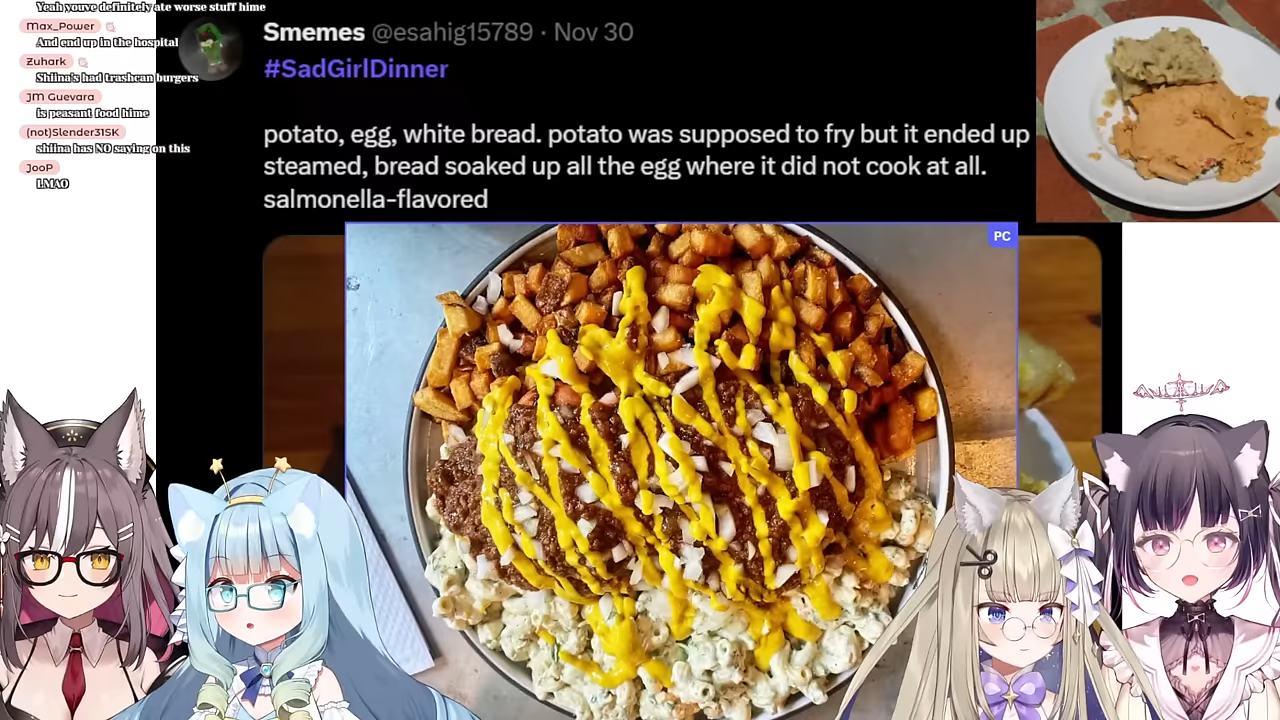 Yeah youve definitely ate worse stuff hime
Max_Power
And end up in the hospital
Zuhark
Shiina's had trashcan burgers
JM Guevara
is peasant food hime
(not)Slender31SK
shiina has NO saying on this
JooP
LMAO
Smemes @esahig15789 · Nov 30
#SadGirlDinner
potato, egg, white bread. potato was supposed to fry but it ended up
steamed, bread soaked up all the egg where it did not cook at all.
salmonella-flavored
PC